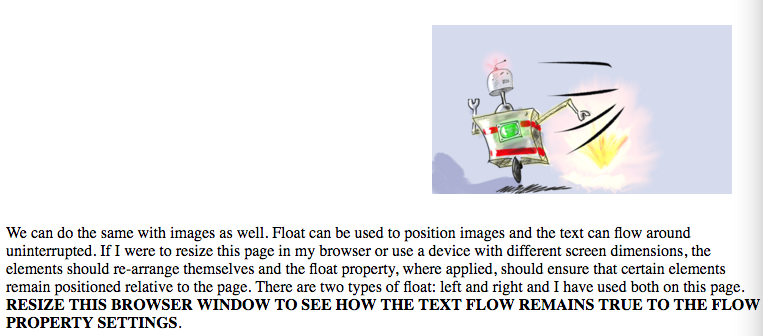 We can do the same with images as well. Float can be used to position images and the text can flow around
uninterrupted. If I were to resize this page in my browser or use a device with different screen dimensions, the
elements should re-arrange themselves and the float property, where applied, should ensure that certain elements
remain positioned relative to the page. There are two types of float: left and right and I have used both on this page.
RESIZE THIS BROWSER WINDOW TO SEE HOW THE TEXT FLOW REMAINS TRUE TO THE FLOW
PROPERTY SETTINGS.